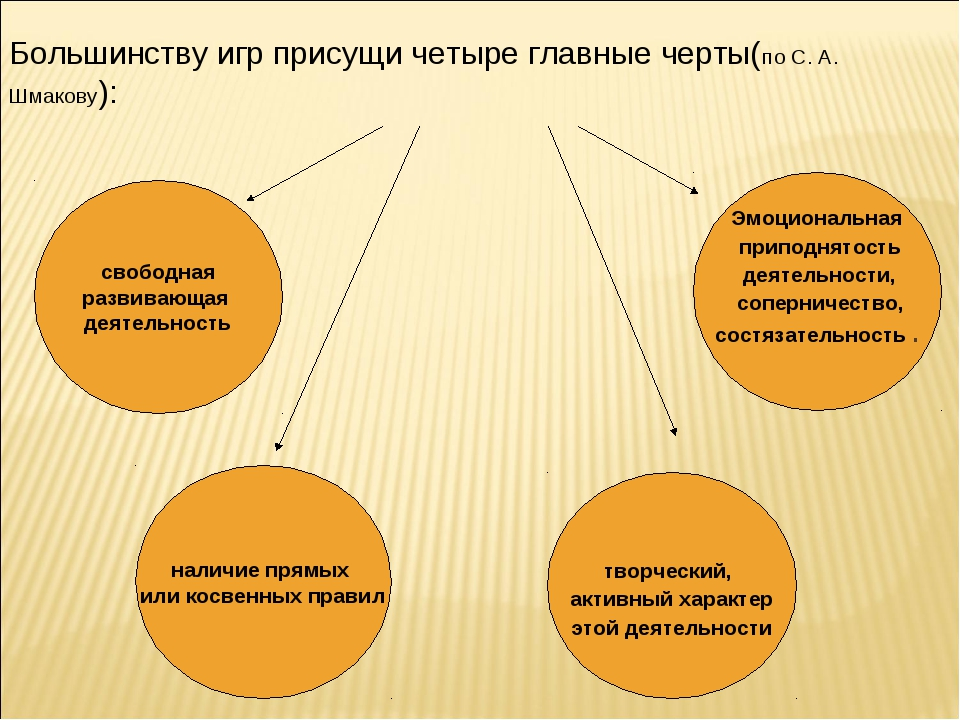 Большинству игр присущи четыре главные черты(по С. А.
Шмакову):
свободная
развивающая
деятельность
Эмоциональная
приподнятость
деятельности,
соперничество,
состязательность .
наличие прямых
или косвенных правил
творческий,
активный характер
этой деятельности